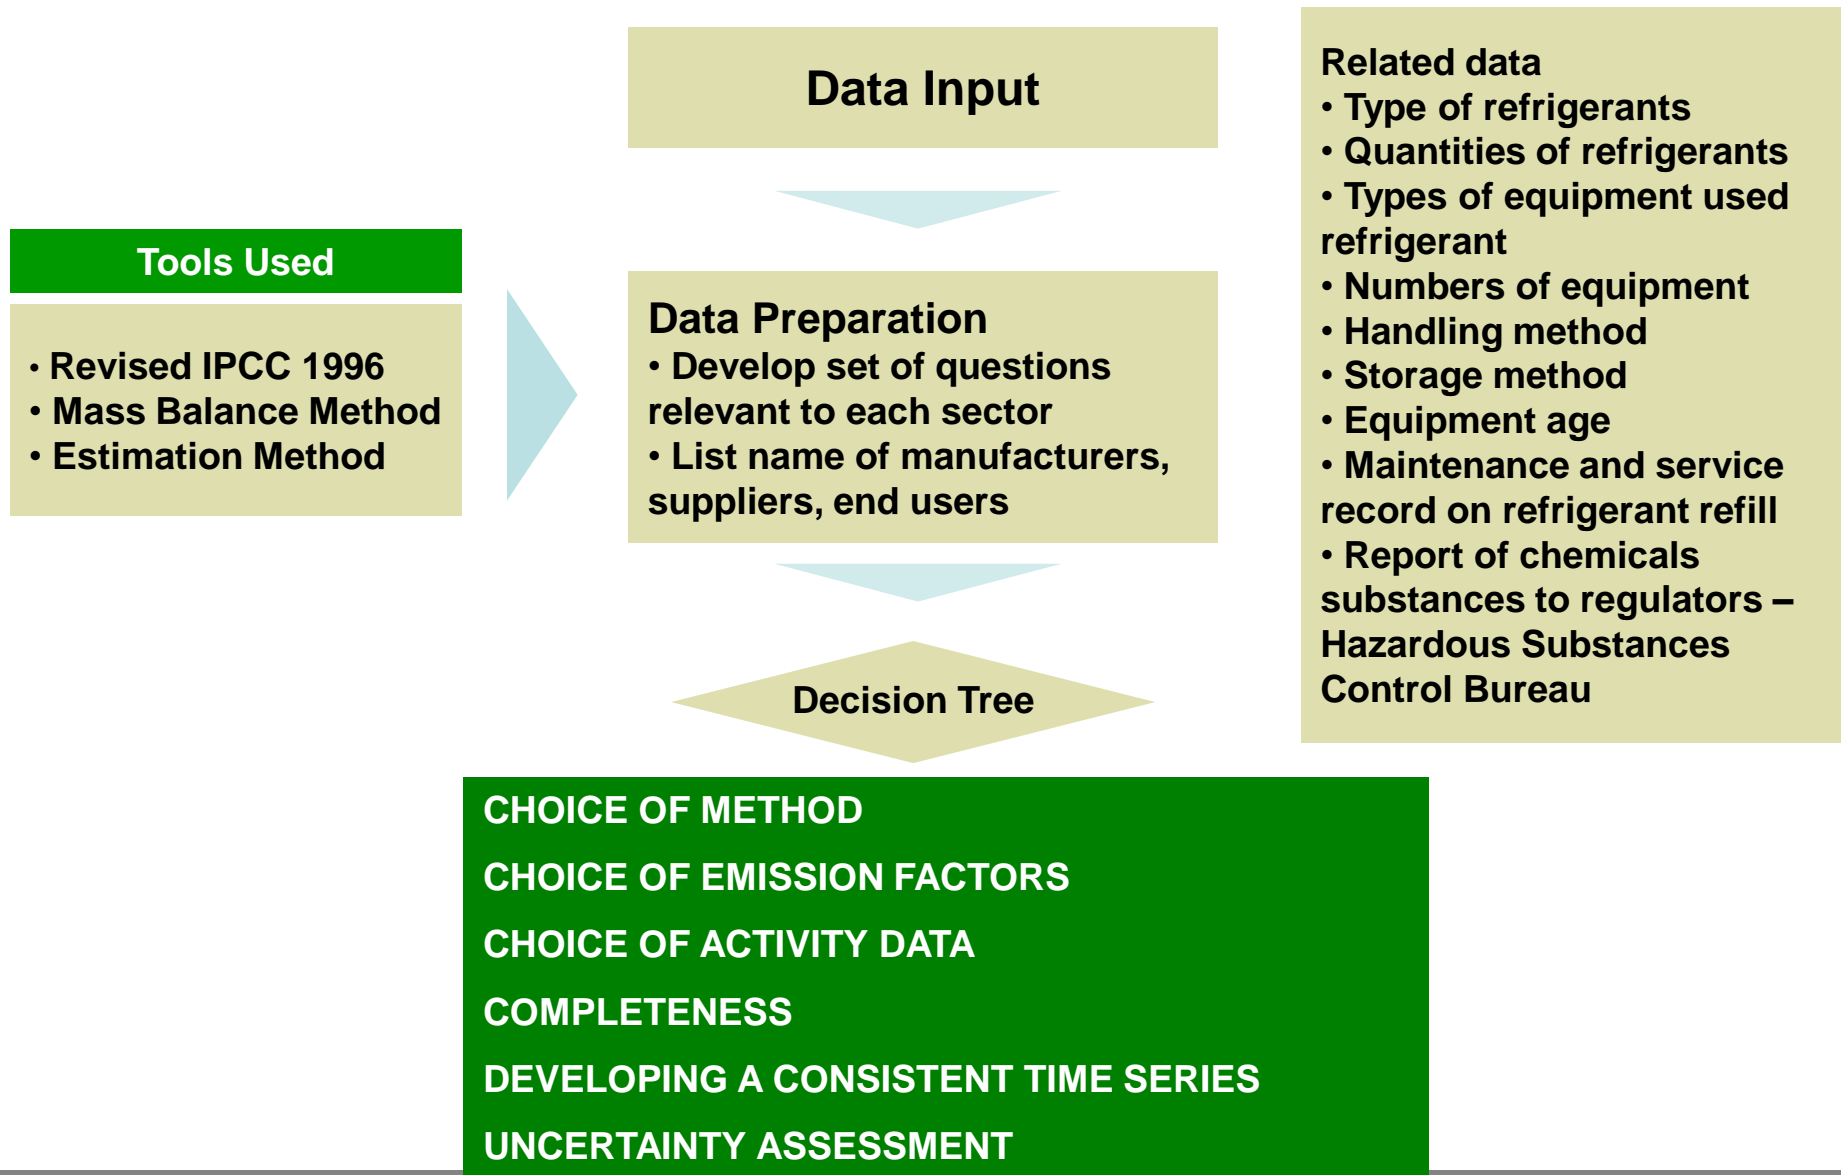 Data Input
Tools Used
• Revised IPCC 1996
• Mass Balance Method
• Estimation Method
Data Preparation
• Develop set of questions
relevant to each sector
• List name of manufacturers,
suppliers, end users
Decision Tree
CHOICE OF METHOD
CHOICE OF EMISSION FACTORS
CHOICE OF ACTIVITY DATA
COMPLETENESS
DEVELOPING A CONSISTENT TIME SERIES
UNCERTAINTY ASSESSMENT
Related data
• Type of refrigerants
• Quantities of refrigerants
• Types of equipment used
refrigerant
• Numbers of equipment
• Handling method
• Storage method
• Equipment age
• Maintenance and service
record on refrigerant refill
• Report of chemicals
substances to regulators –
Hazardous Substances
Control Bureau